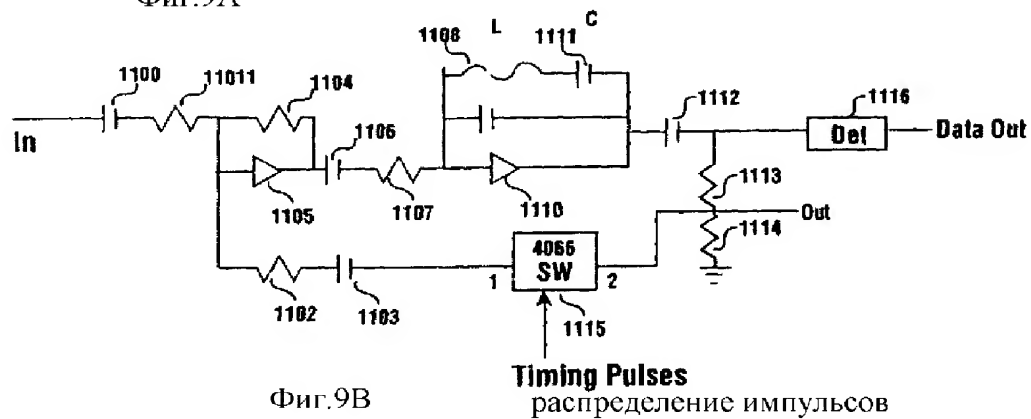 Фиг.9А
1108
L
1111
C
1100
11011
1104
1106
1112
1116
In
Det
Data Out
1105
1107
1110
1113
1114
Out
4066
SW
1
2
1102
1103
1115
Timing Pulses
распределение импульсов
Фиг.9В